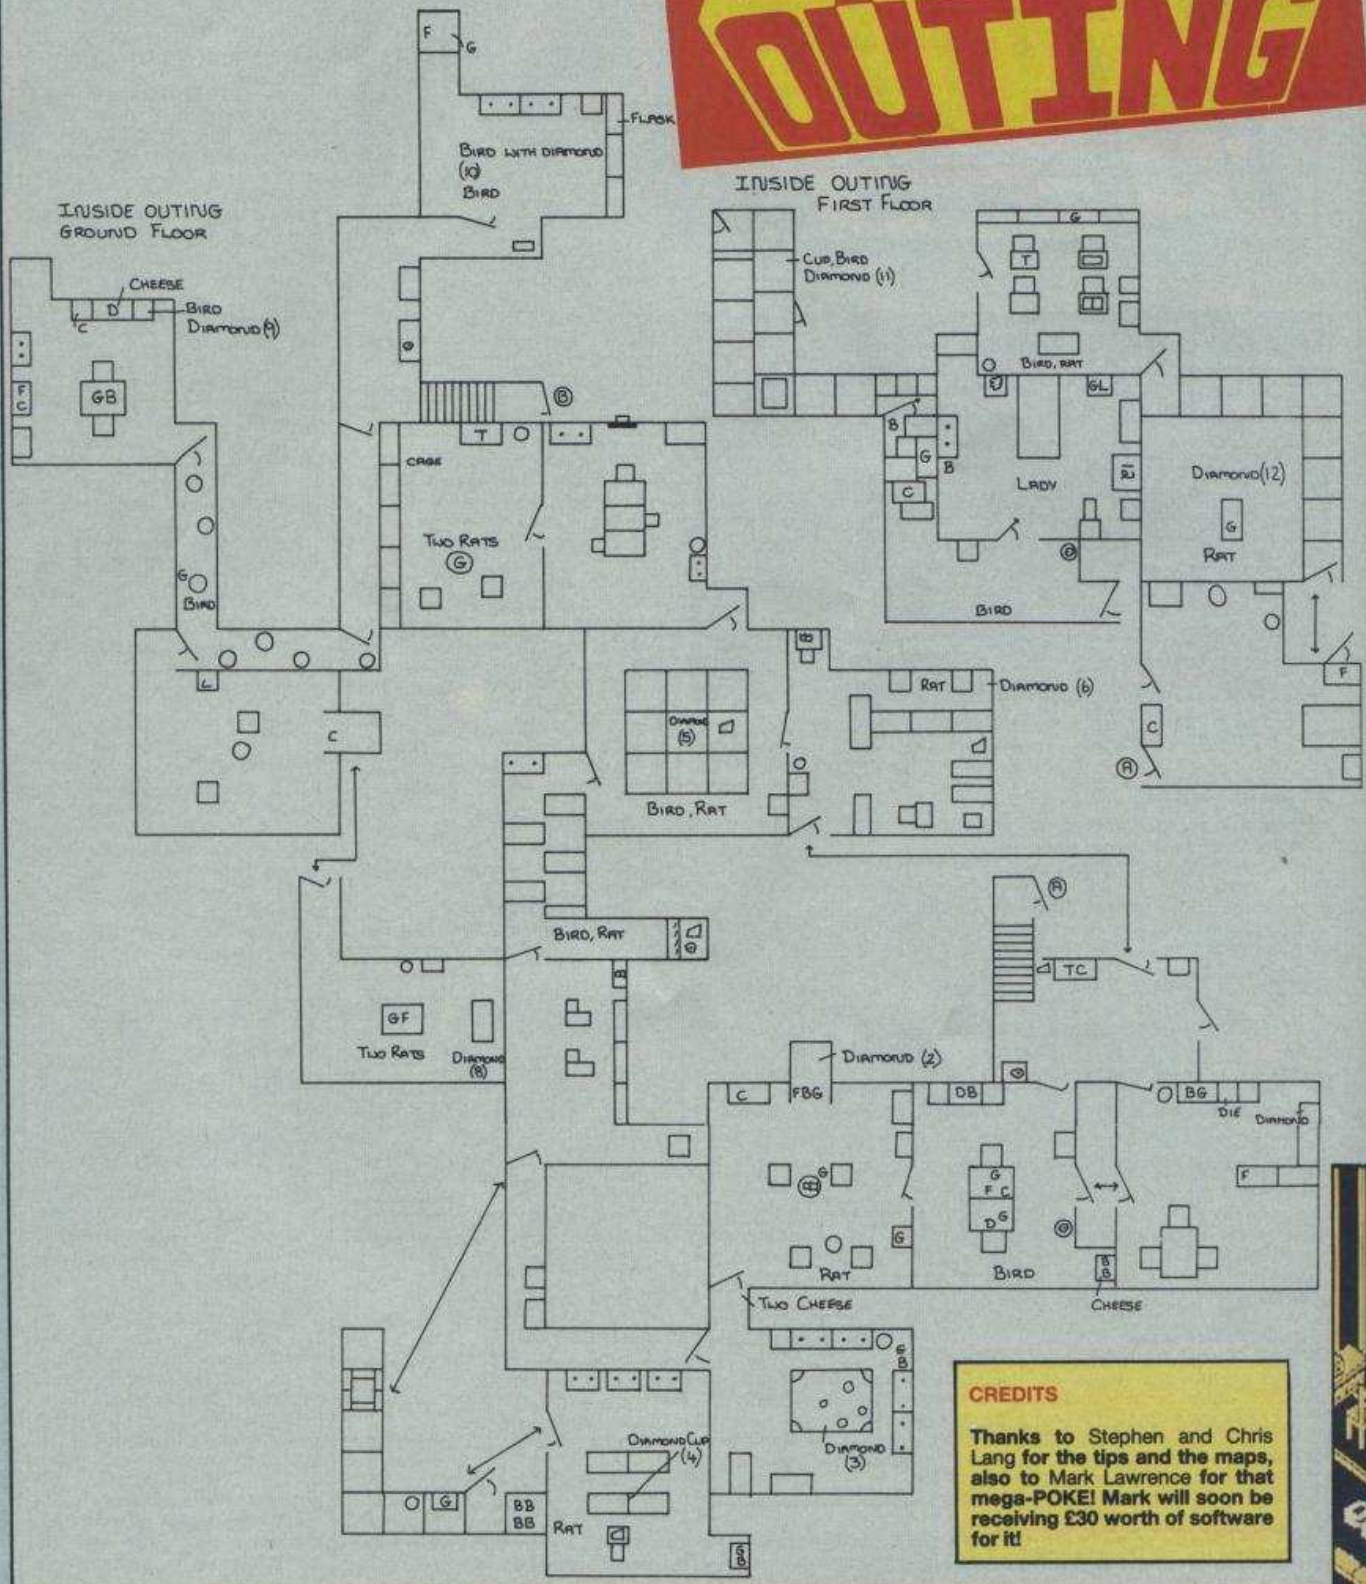 OUTING
INSIDE OUTING
GROUND FLOOR
INSIDE OUTING
FIRST FLOOR
F
G
FLASK
BIRD WITH DIAMOND
(10)
BIRD
CHEESE
C
D
BIRD
DIAMOND(9)
F
C
GB
G
BIRD
B
T
CAGE
TWO RATS
G
L
C
CUP, BIRD
DIAMOND (11)
G
T
BIRD, RAT
GL
B
G
B
C
LADY
BIRD
DIAMOND(12)
G
RAT
F
C
A
DIAMOND
(5)
BIRD, RAT
B
RAT
DIAMOND (6)
BIRD, RAT
B
GF
TWO RATS
DIAMOND
(8)
A
TC
DIAMOND (2)
C
FBG
G
G
RAT
TWO CHEESE
DB
G
F C
D G
BIRD
B
B
CHEESE
BG
DIE
DIAMOND
F
G
B
DIAMOND
(3)
DIAMOND CUP
(4)
G
BB
BB
RAT
CREDITS
Thanks to Stephen and Chris
Lang for the tips and the maps,
also to Mark Lawrence for that
mega-POKE! Mark will soon be
receiving £30 worth of software
for it!